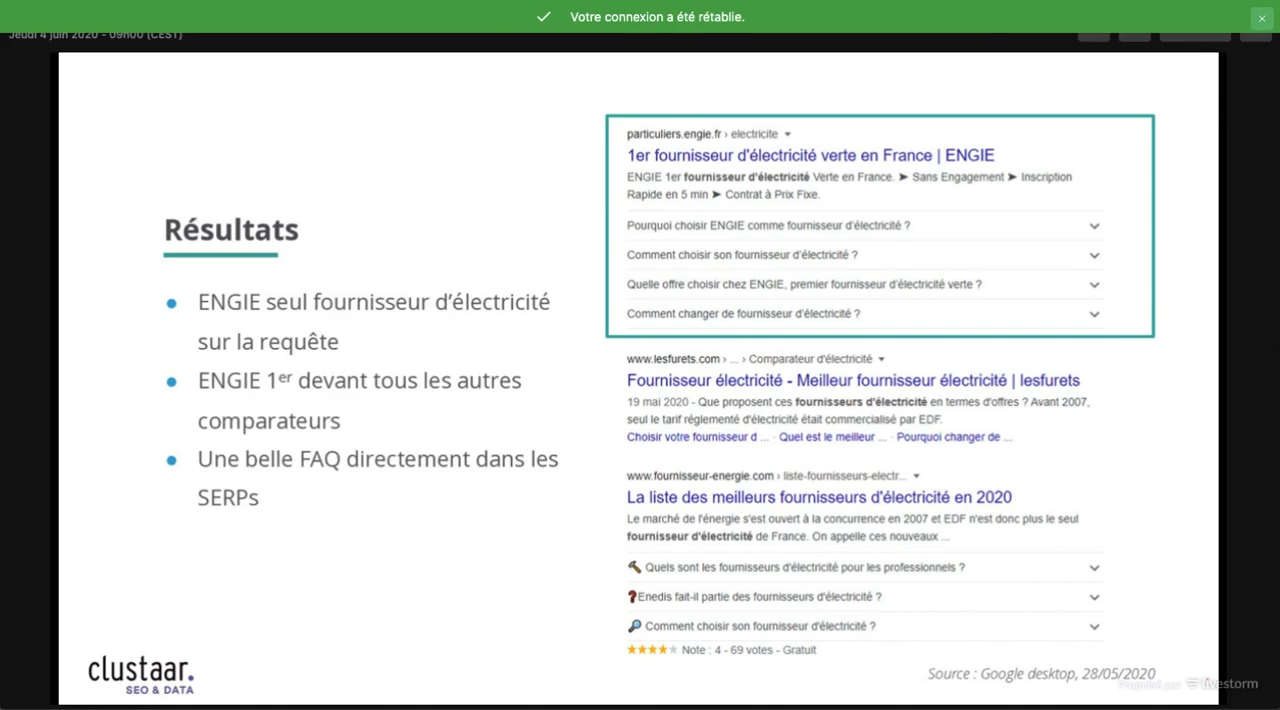 Votre connexion a été rétablie.
Jeudi 4 juin 2020 - 09h00 (CEST)
Résultats
● ENGIE seul fournisseur d'électricité
sur la requête
● ENGIE 1er devant tous les autres
comparateurs
● Une belle FAQ directement dans les
SERPs
particuliers.engie.fr › electricite ▼
1er fournisseur d'électricité verte en France | ENGIE
ENGIE 1er fournisseur d'électricité Verte en France. ➤ Sans Engagement ➤ Inscription
Rapide en 5 min ➤ Contrat à Prix Fixe.
Pourquoi choisir ENGIE comme fournisseur d'électricité ?
Comment choisir son fournisseur d'électricité ?
Quelle offre choisir chez ENGIE, premier fournisseur d'électricité verte ?
Comment changer de fournisseur d'électricité ?
www.lesfurets.com › ... › Comparateur d'électricité ▼
Fournisseur électricité - Meilleur fournisseur électricité | lesfurets
19 mai 2020 - Que proposent ces fournisseurs d'électricité en termes d'offres ? Avant 2007,
seul le tarif réglementé d'électricité était commercialisé par EDF.
Choisir votre fournisseur d ... · Quel est le meilleur ... · Pourquoi changer de ...
www.fournisseur-energie.com › liste-fournisseurs-electr... ▼
La liste des meilleurs fournisseurs d'électricité en 2020
Le marché de l'énergie s'est ouvert à la concurrence en 2007 et EDF n'est donc plus le seul
fournisseur d'électricité de France. On appelle ces nouveaux ...
🔨 Quels sont les fournisseurs d'électricité pour les professionnels ?
❓Enedis fait-il partie des fournisseurs d'électricité ?
🔎 Comment choisir son fournisseur d'électricité ?
★★★★★ Note : 4 - 69 votes - Gratuit
Source : Google desktop, 28/05/2020
clustaar.
SEO & DATA
Propulsé par livestorm